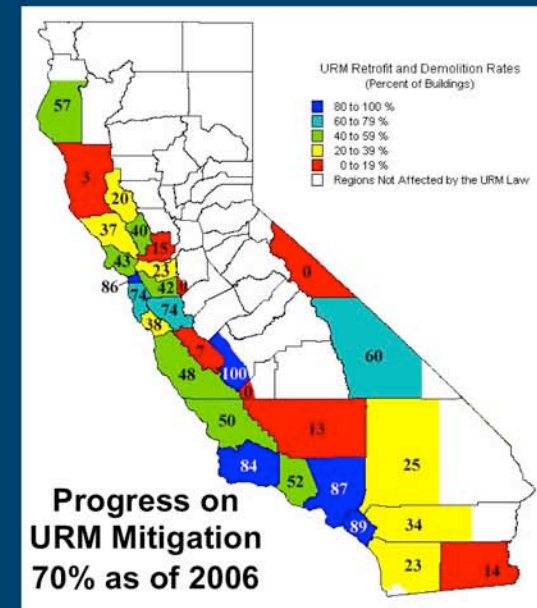 URM Retrofit and Demolition Rates
(Percent of Buildings)
80 to 100 %
60 to 79 %
40 to 59 %
20 to 39 %
0 to 19 %
Regions Not Affected by the URM Law
57
3
20
37
40
15
43
23
86
42
74
74
38
7
100
0
60
48
0
50
13
84
52
87
25
89
34
23
14
Progress on
URM Mitigation
70% as of 2006